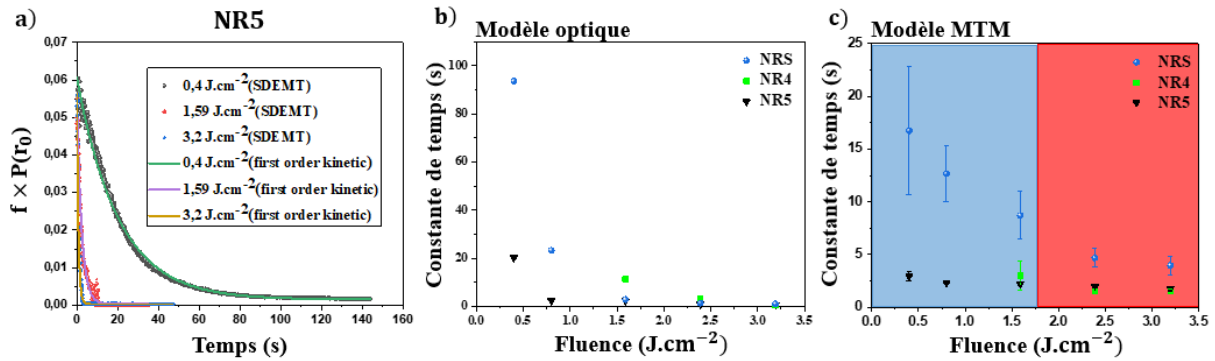 a)
NR5
f × P(r0)
0,07
0,06
0,05
0,04
0,03
0,02
0,01
0,00
0,4 J.cm−2(SDEMT)
1,59 J.cm−2(SDEMT)
3,2 J.cm−2(SDEMT)
0,4 J.cm−2(first order kinetic)
1,59 J.cm−2(first order kinetic)
3,2 J.cm−2(first order kinetic)
0 20 40 60 80 100 120 140 160
Temps (s)
b)
Modèle optique
Constante de temps (s)
100
80
60
40
20
0
NRS
NR4
NR5
0.0 0.5 1.0 1.5 2.0 2.5 3.0 3.5
Fluence (J.cm−2)
c)
Modèle MTM
Constante de temps (s)
25
20
15
10
5
0
NRS
NR4
NR5
0.0 0.5 1.0 1.5 2.0 2.5 3.0 3.5
Fluence (J.cm−2)